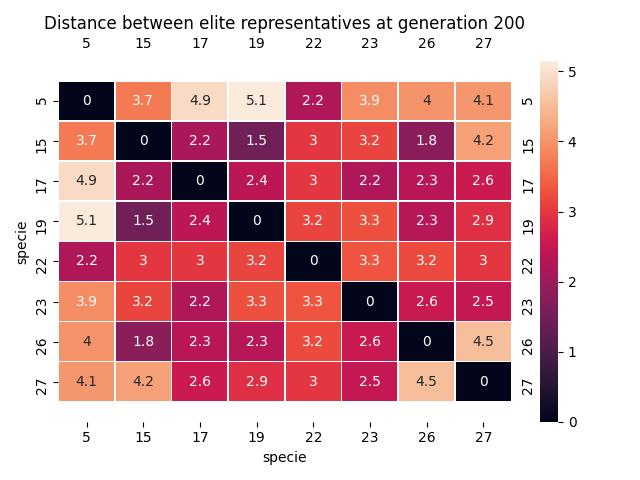 Distance between elite representatives at generation 200
5 15 17 19 22 23 26 27
5 0 3.7 4.9 5.1 2.2 3.9 4 4.1 5
15 3.7 0 2.2 1.5 3 3.2 1.8 4.2 15
17 4.9 2.2 0 2.4 3 2.2 2.3 2.6 17
19 5.1 1.5 2.4 0 3.2 3.3 2.3 2.9 19
22 2.2 3 3 3.2 0 3.3 3.2 3 22
23 3.9 3.2 2.2 3.3 3.3 0 2.6 2.5 23
26 4 1.8 2.3 2.3 3.2 2.6 0 4.5 26
27 4.1 4.2 2.6 2.9 3 2.5 4.5 0 27
5 15 17 19 22 23 26 27
specie
specie
5
4
3
2
1
0